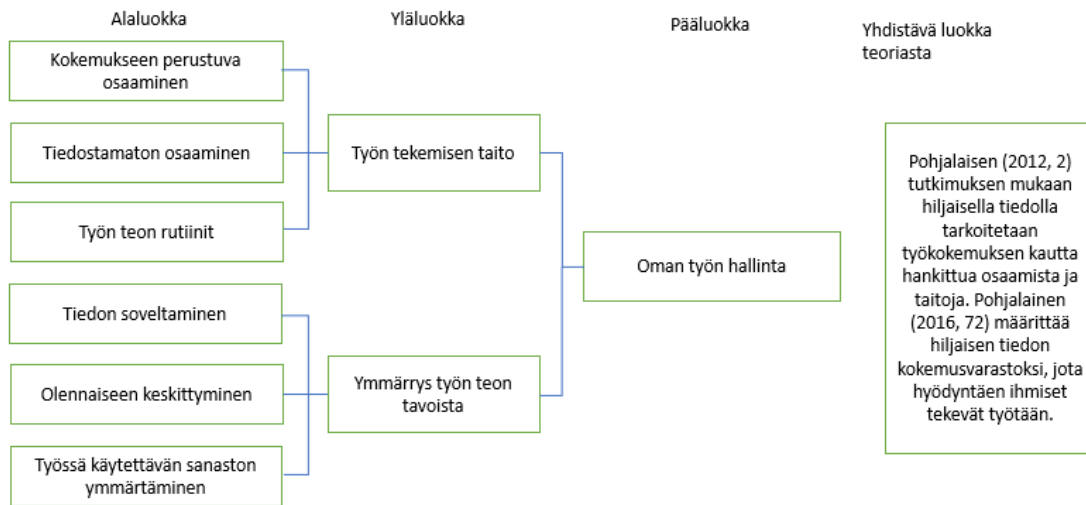 Alaluokka
Yläluokka
Pääluokka
Yhdistävä luokka
teoriasta
Kokemukseen perustuva
osaaminen
Tiedostamaton osaaminen
Työn teon rutiinit
Tiedon soveltaminen
Olennaiseen keskittyminen
Työssä käytettävän sanaston
ymmärtäminen
Työn tekemisen taito
Ymmärrys työn teon
tavoista
Oman työn hallinta
Pohjalaisen (2012, 2)
tutkimuksen mukaan
hiljaisella tiedolla
tarkoitetaan
työkokemuksen kautta
hankittua osaamista ja
taitoja. Pohjalainen
(2016, 72) määrittää
hiljaisen tiedon
kokemusvarastoksi, jota
hyödyntäen ihmiset
tekevät työtään.